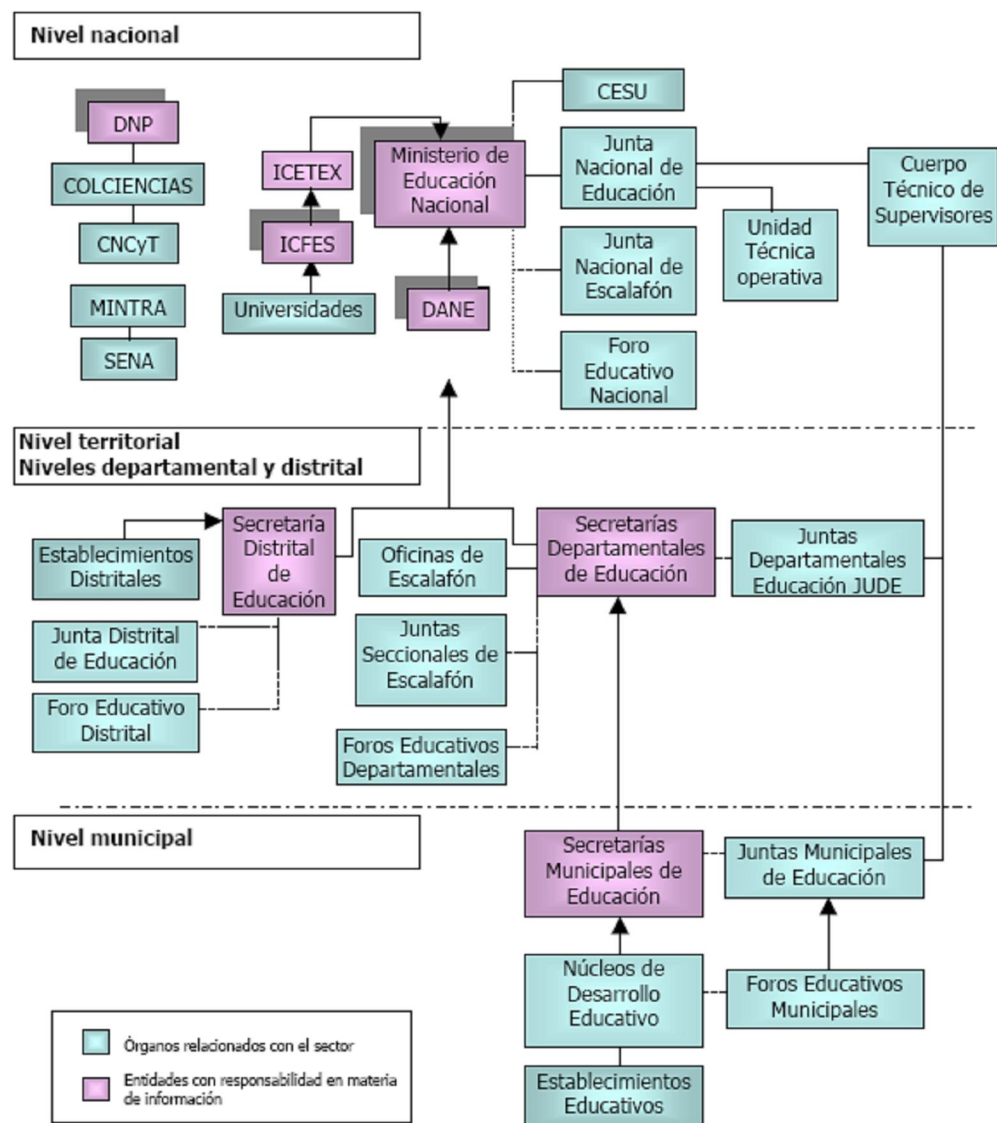 Nivel nacional
DNP
COLCIENCIAS
CNCyT
MINTRA
SENA
ICETEX
ICFES
Universidades
Ministerio de
Educación
Nacional
DANE
CESU
Junta
Nacional de
Educación
Junta
Nacional de
Escalafón
Foro
Educativo
Nacional
Unidad
Técnica
operativa
Cuerpo
Técnico de
Supervisores
Nivel territorial
Niveles departamental y distrital
Establecimientos
Distritales
Junta Distrital
de Educación
Foro Educativo
Distrital
Secretaría
Distrital
de
Educación
Oficinas de
Escalafón
Juntas
Seccionales de
Escalafón
Foros Educativos
Departamentales
Secretarías
Departamentales
de Educación
Juntas
Departamentales
Educación JUDE
Nivel municipal
Secretarías
Municipales de
Educación
Juntas Municipales
de Educación
Núcleos de
Desarrollo
Educativo
Foros Educativos
Municipales
Establecimientos
Educativos
Órganos relacionados con el sector
Entidades con responsabilidad en materia
de información